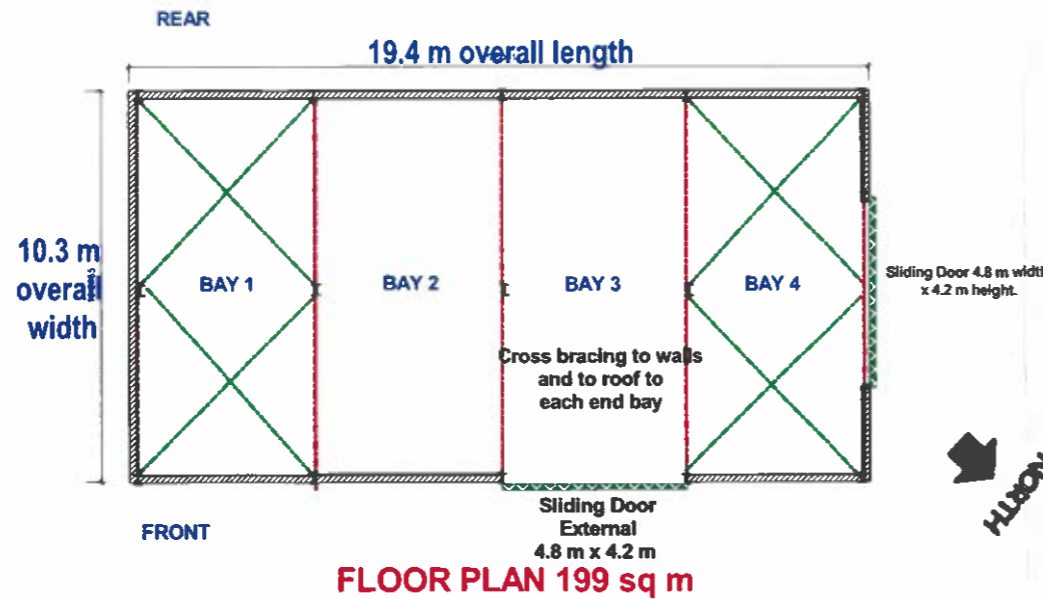 REAR
19.4 m overall length
10.3 m
overall
width
BAY 1
BAY 2
BAY 3
BAY 4
Sliding Door 4.8 m width
x 4.2 m height.
Cross bracing to walls
and to roof to
each end bay
NORTH
FRONT
Sliding Door
External
4.8 m x 4.2 m
FLOOR PLAN 199 sq m